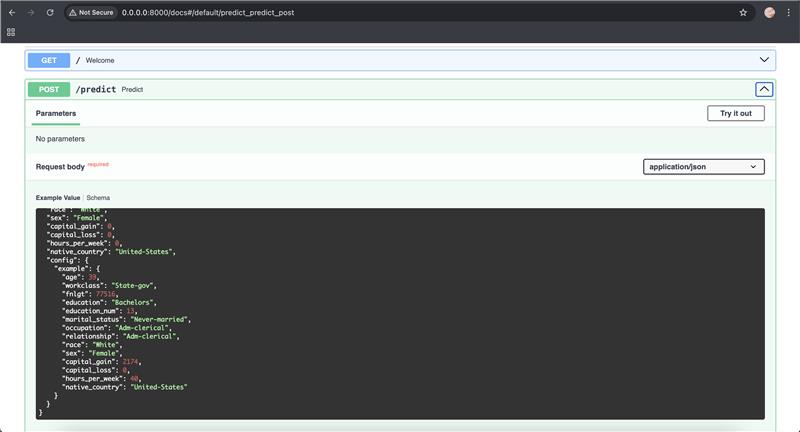 Not Secure 0.0.0.0:8000/docs#/default/predict_predict_post
GET / Welcome
POST /predict Predict
Parameters
Try it out
No parameters
Request body required
application/json
Example Value | Schema
"race": "White",
"sex": "Female",
"capital_gain": 0,
"capital_loss": 0,
"hours_per_week": 0,
"native_country": "United-States",
"config": {
"example": {
"age": 39,
"workclass": "State-gov",
"fnlgt": 77516,
"education": "Bachelors",
"education_num": 13,
"marital_status": "Never-married",
"occupation": "Adm-clerical",
"relationship": "Adm-clerical",
"race": "White",
"sex": "Female",
"capital_gain": 2174,
"capital_loss": 0,
"hours_per_week": 40,
"native_country": "United-States"
}
}
}